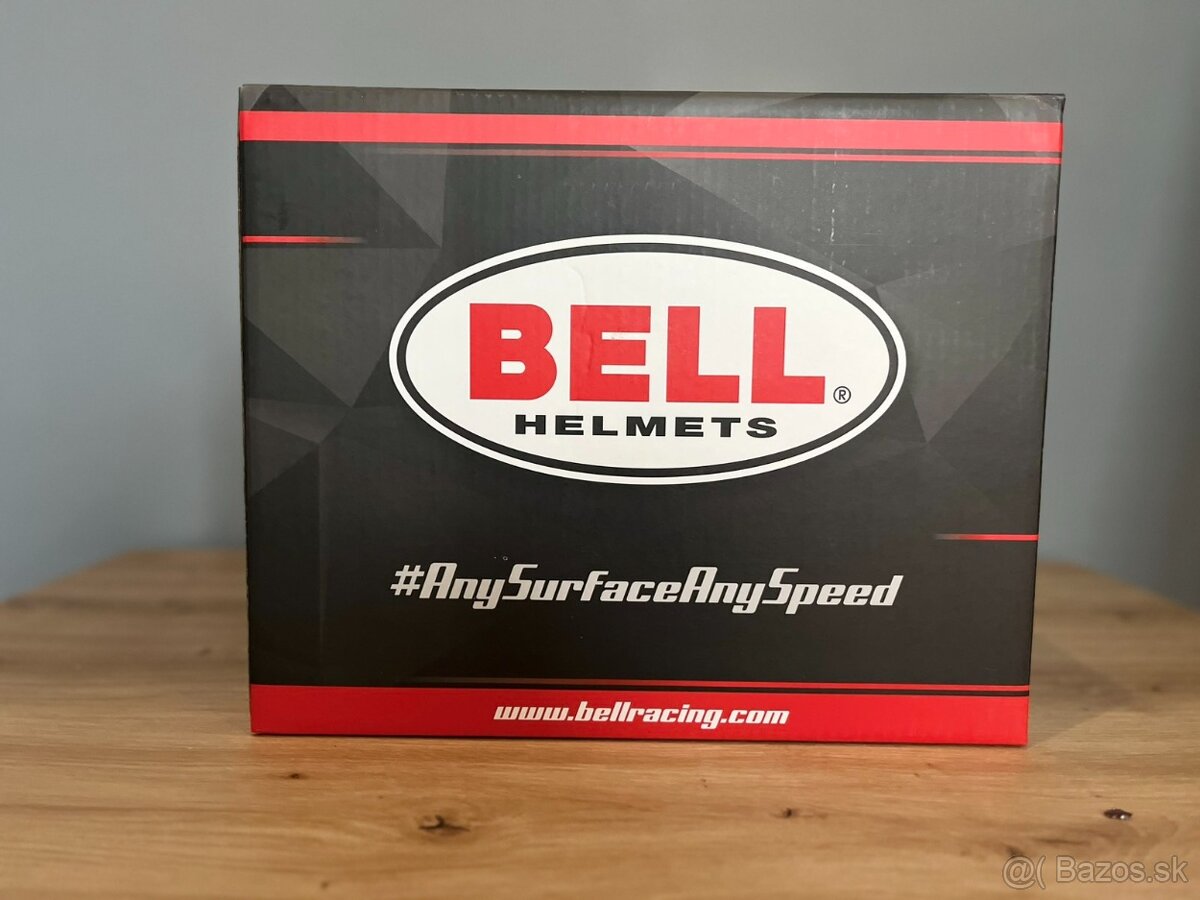 BELL®
HELMETS
#AnySurfaceAnySpeed
www.bellracing.com
@( Bazos.sk